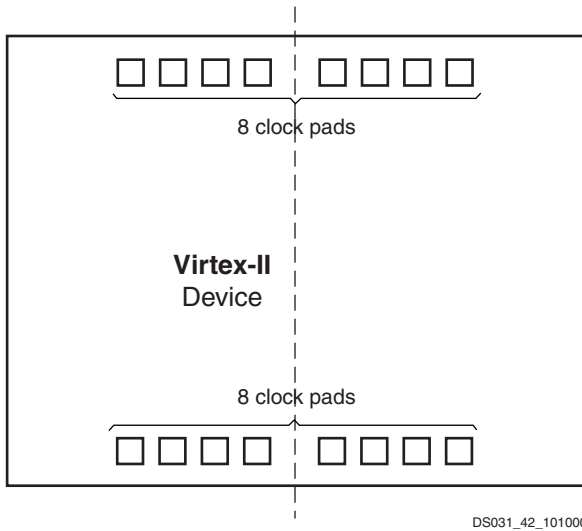 8 clock pads
Virtex-II
Device
8 clock pads
DS031_42_101000